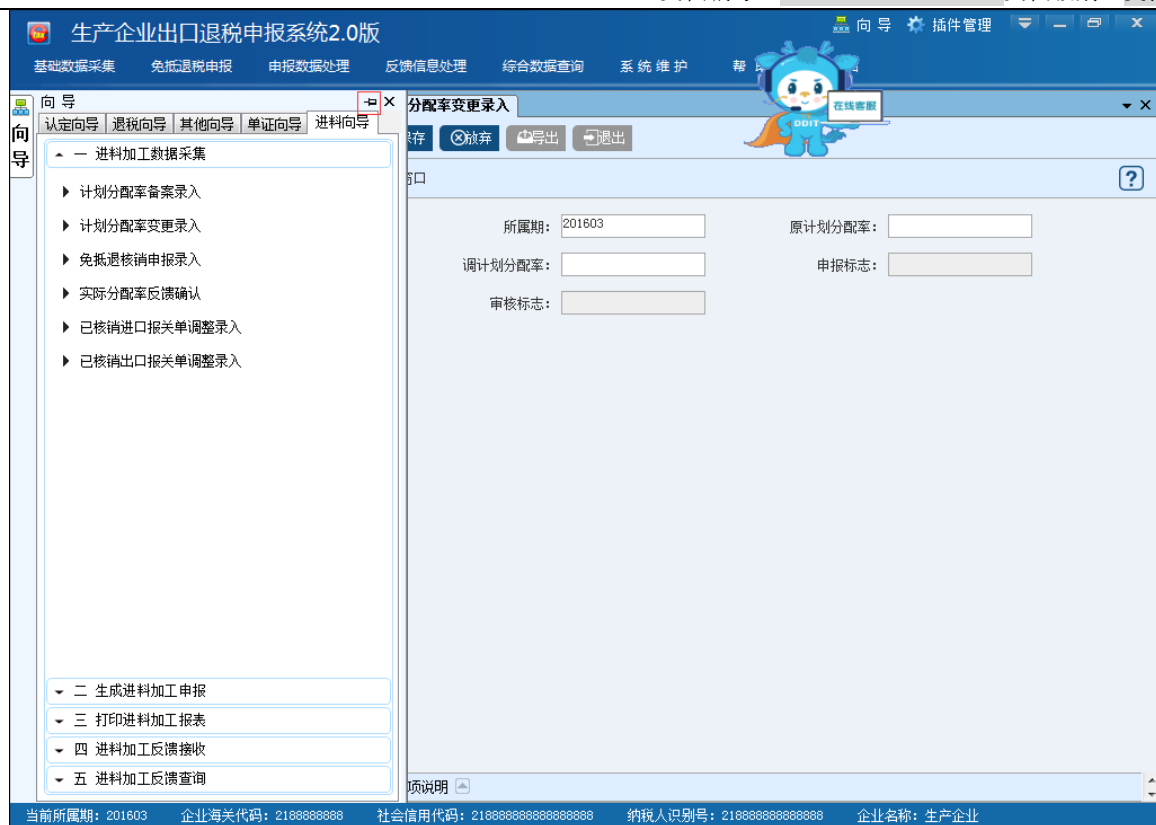 生产企业出口退税申报系统2.0版
向 导 插件管理
基础数据采集 免抵退税申报 申报数据处理 反馈信息处理 综合数据查询 系 统 维 护 帮
在线客服
DDIT
向导
向 导
认定向导 退税向导 其他向导 单证向导 进料向导
分配率变更录入
存 放弃 导出 退出
一 进料加工数据采集
窗口
计划分配率备案录入
计划分配率变更录入
免抵退核销申报录入
实际分配率反馈确认
已核销进口报关单调整录入
已核销出口报关单调整录入
所属期: 201603 原计划分配率:
调计划分配率: 申报标志:
审核标志:
二 生成进料加工申报
三 打印进料加工报表
四 进料加工反馈接收
五 进料加工反馈查询
项说明
当前所属期: 201603 企业海关代码: 2188888888 社会信用代码: 218888888888888888 纳税人识别号: 218888888888888 企业名称: 生产企业